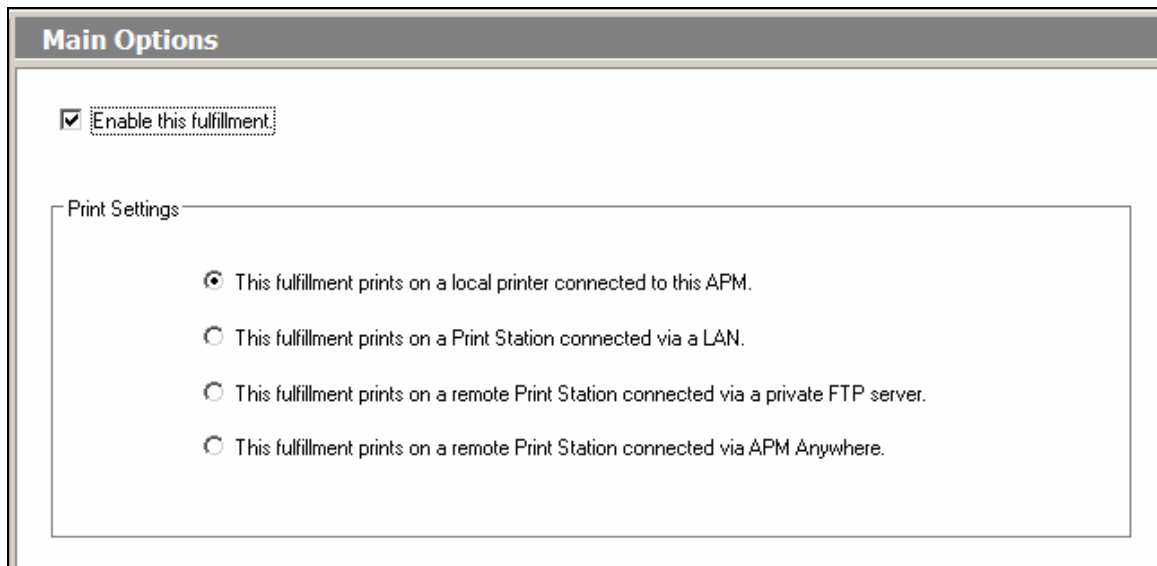 Main Options
Enable this fulfillment.
Print Settings
This fulfillment prints on a local printer connected to this APM.
This fulfillment prints on a Print Station connected via a LAN.
This fulfillment prints on a remote Print Station connected via a private FTP server.
This fulfillment prints on a remote Print Station connected via APM Anywhere.